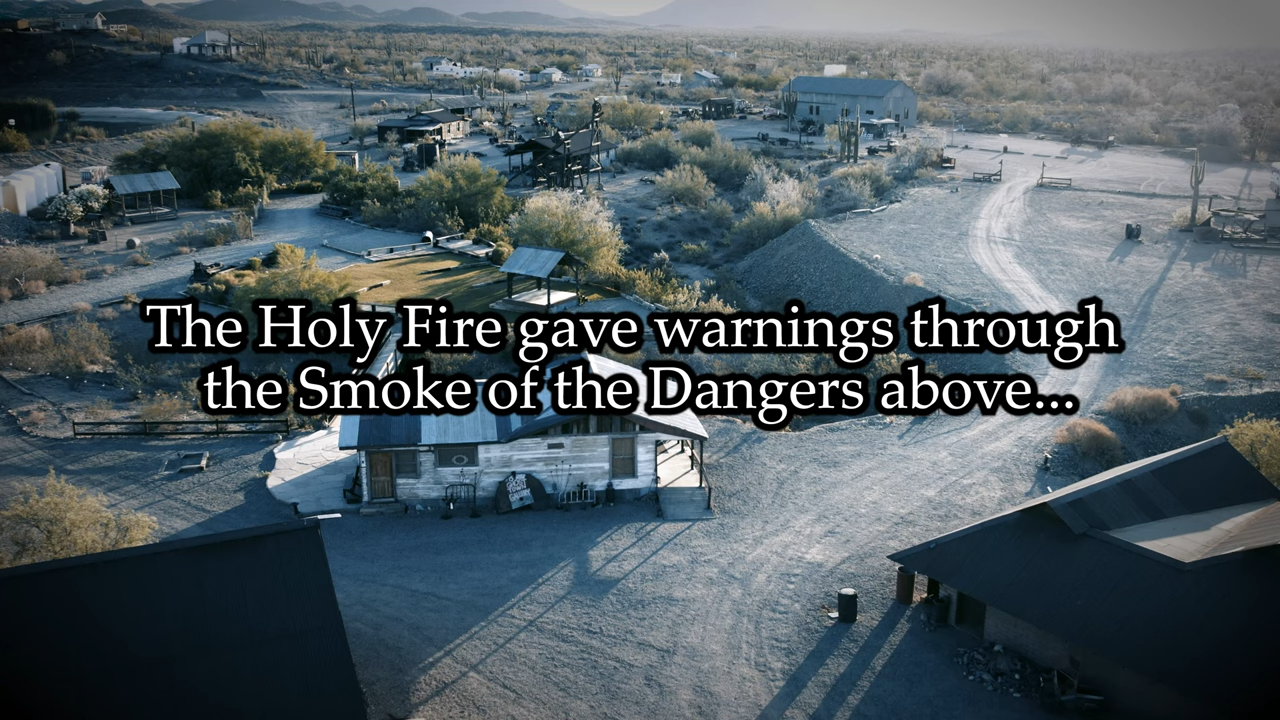 The Holy Fire gave warnings through
the Smoke of the Dangers above...